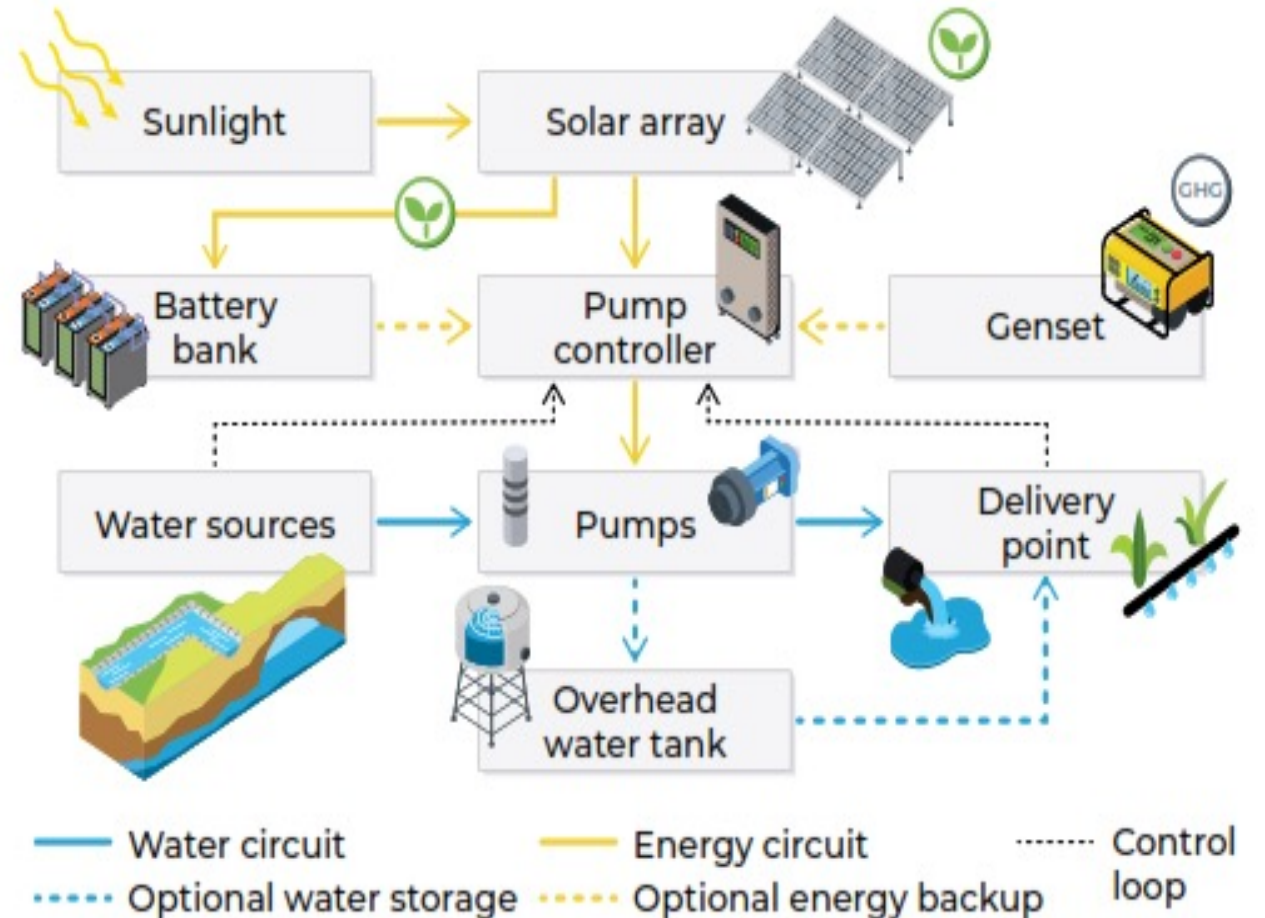 Sunlight
Solar array
GHG
Battery
bank
Pump
controller
Genset
Water sources
Pumps
Delivery
point
Overhead
water tank
Water circuit
Energy circuit
Control
loop
Optional water storage
Optional energy backup